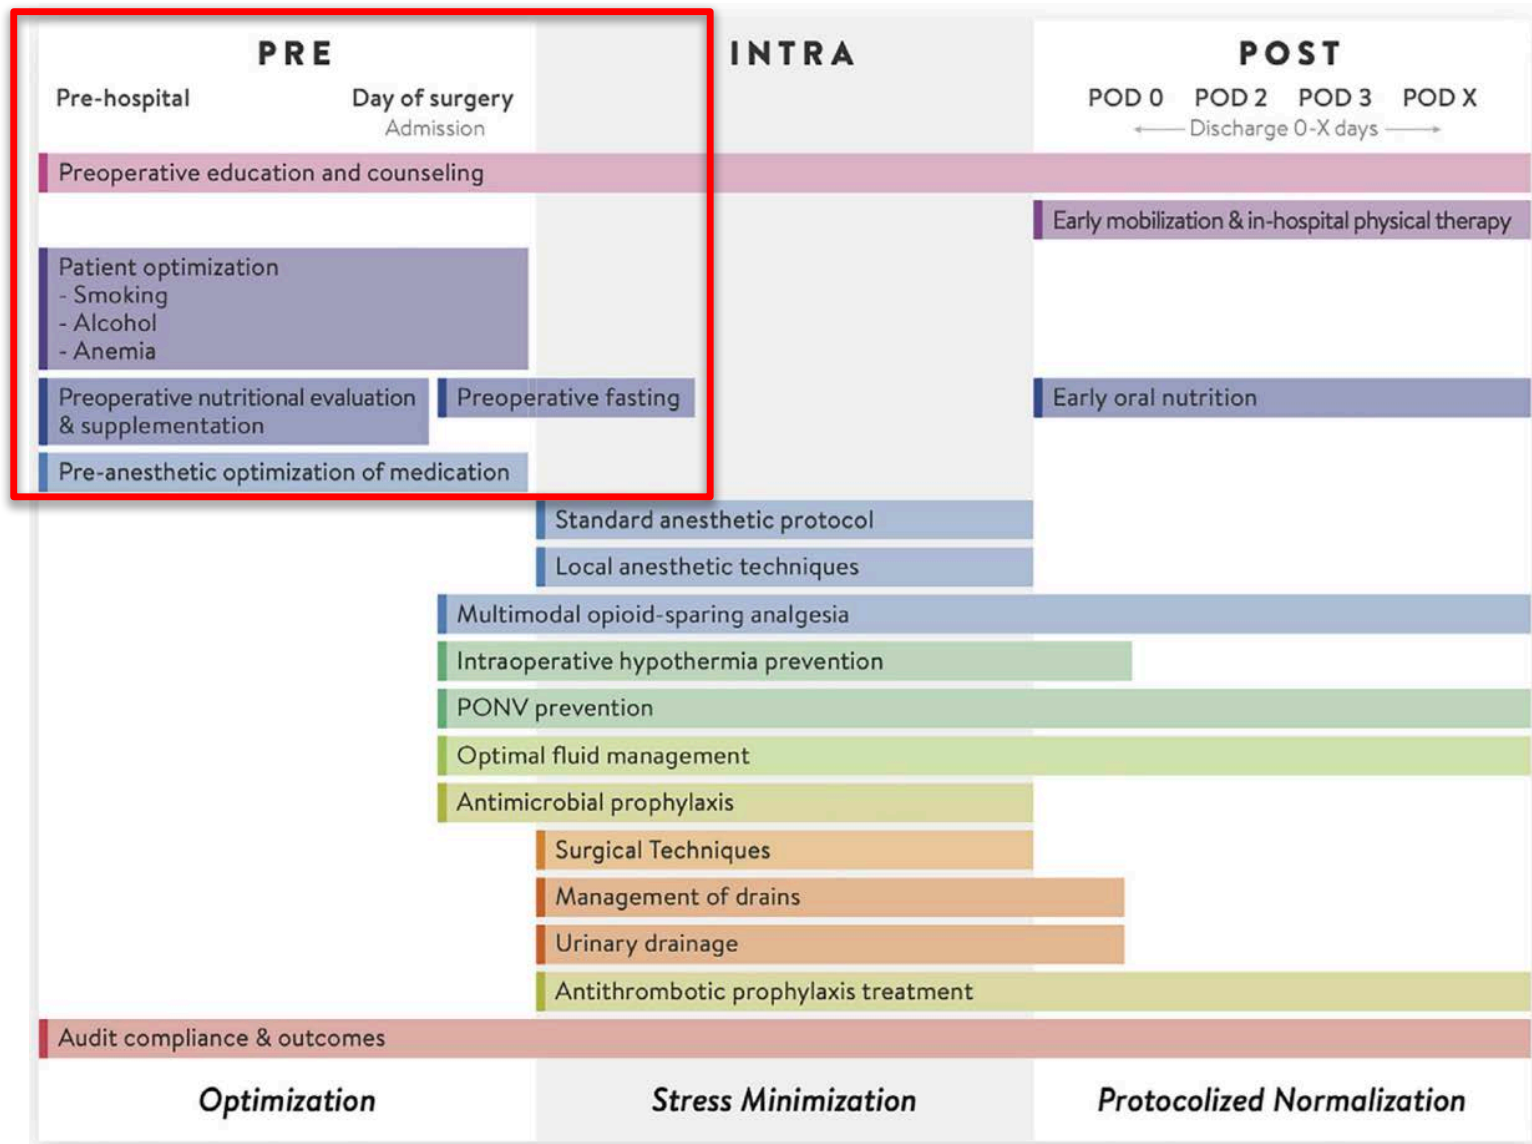 PRE
INTRA
POST
Pre-hospital
Day of surgery
Admission
POD 0 POD 2 POD 3 POD X
Discharge 0-X days
Preoperative education and counseling
Early mobilization & in-hospital physical therapy
Patient optimization
- Smoking
- Alcohol
- Anemia
Preoperative nutritional evaluation
& supplementation
Preoperative fasting
Early oral nutrition
Pre-anesthetic optimization of medication
Standard anesthetic protocol
Local anesthetic techniques
Multimodal opioid-sparing analgesia
Intraoperative hypothermia prevention
PONV prevention
Optimal fluid management
Antimicrobial prophylaxis
Surgical Techniques
Management of drains
Urinary drainage
Antithrombotic prophylaxis treatment
Audit compliance & outcomes
Optimization
Stress Minimization
Protocolized Normalization